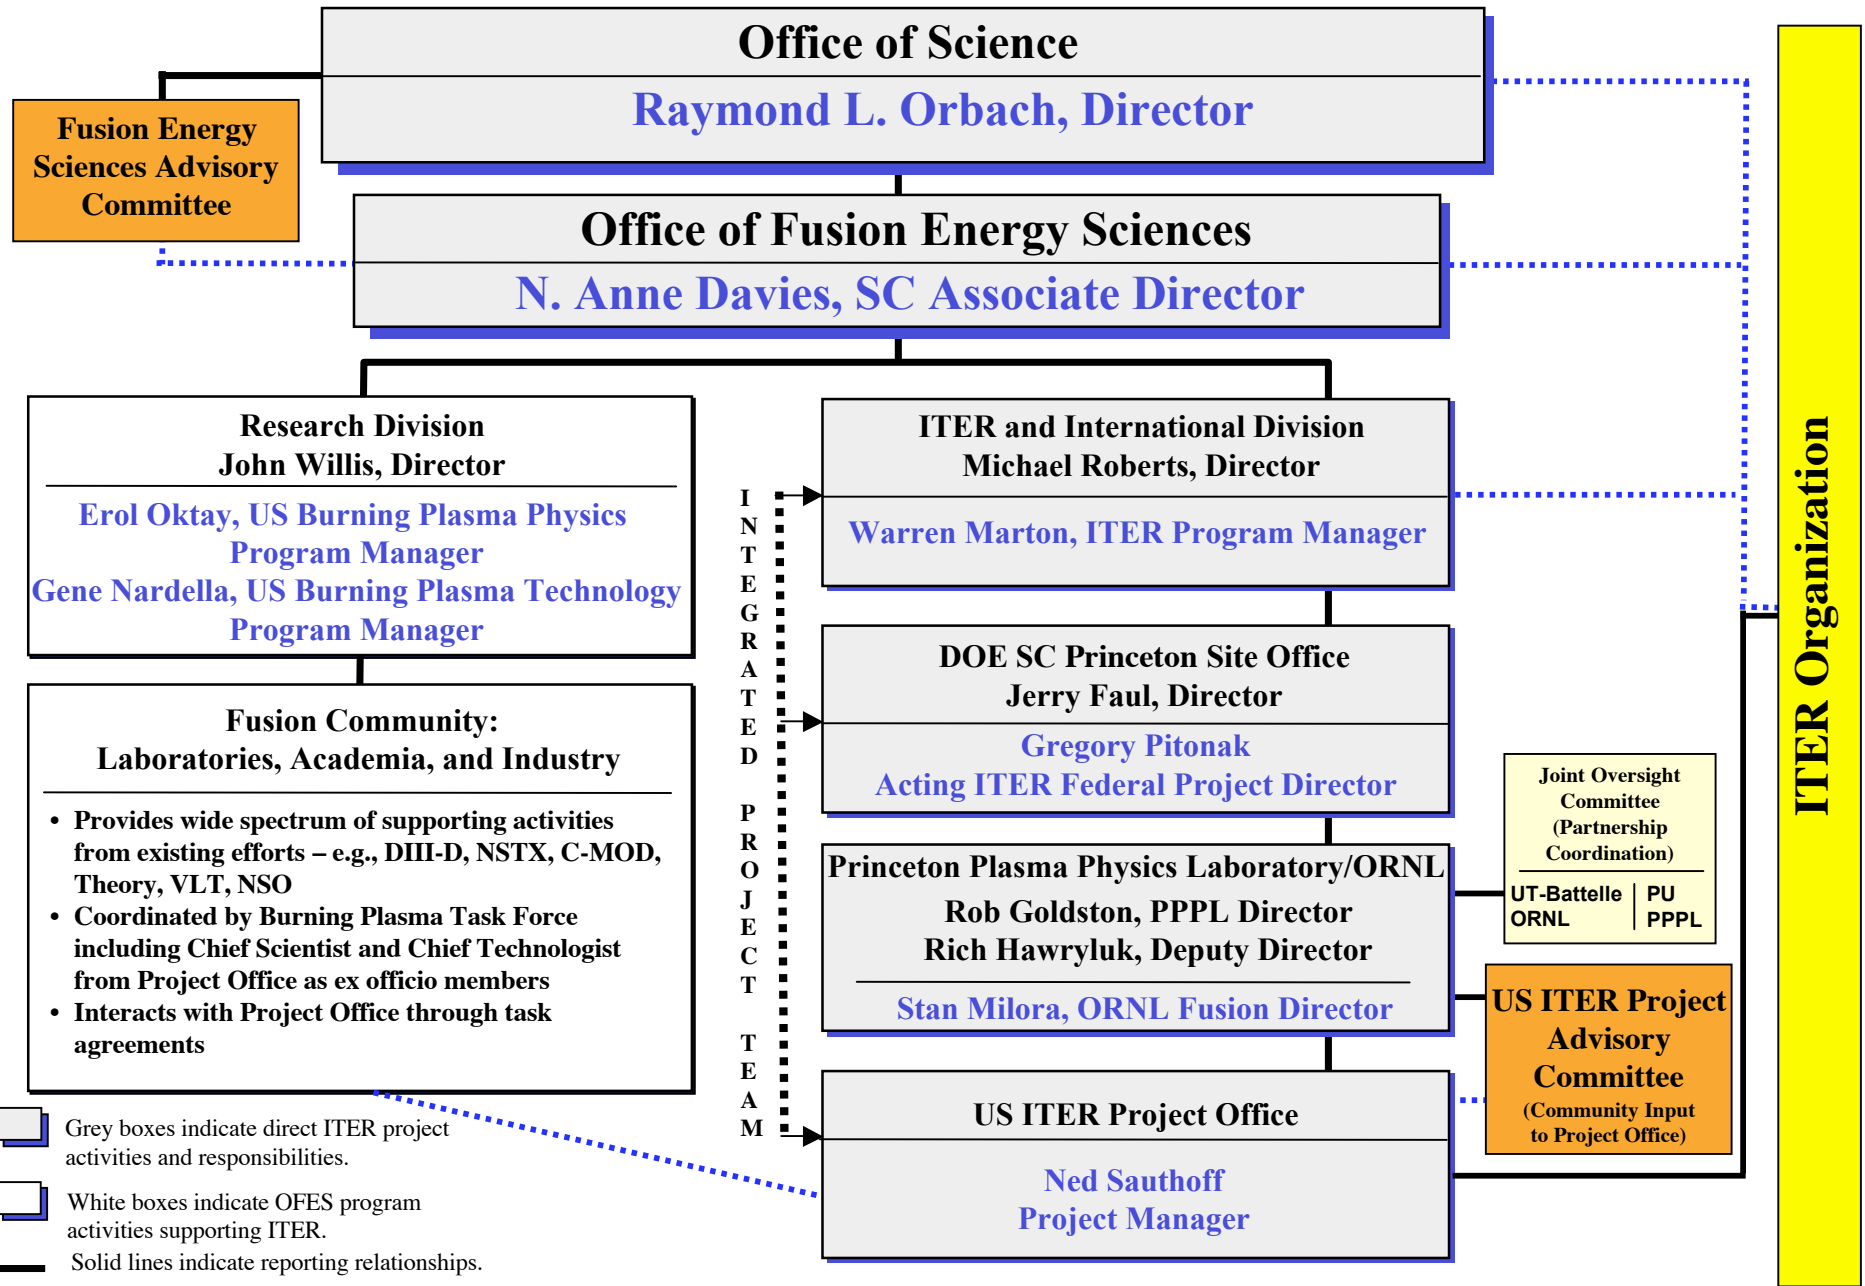 Office of Science
Raymond L. Orbach, Director
Fusion Energy
Sciences Advisory
Committee
Office of Fusion Energy Sciences
N. Anne Davies, SC Associate Director
Research Division
John Willis, Director
Erol Oktay, US Burning Plasma Physics
Program Manager
Gene Nardella, US Burning Plasma Technology
Program Manager
Fusion Community:
Laboratories, Academia, and Industry
• Provides wide spectrum of supporting activities
from existing efforts – e.g., DIII-D, NSTX, C-MOD,
Theory, VLT, NSO
• Coordinated by Burning Plasma Task Force
including Chief Scientist and Chief Technologist
from Project Office as ex officio members
• Interacts with Project Office through task
agreements
INTEGRATED PROJECT TEAM
ITER and International Division
Michael Roberts, Director
Warren Marton, ITER Program Manager
DOE SC Princeton Site Office
Jerry Faul, Director
Gregory Pitonak
Acting ITER Federal Project Director
Princeton Plasma Physics Laboratory/ORNL
Rob Goldston, PPPL Director
Rich Hawryluk, Deputy Director
Stan Milora, ORNL Fusion Director
US ITER Project Office
Ned Sauthoff
Project Manager
Joint Oversight
Committee
(Partnership
Coordination)
UT-Battelle PU
ORNL PPPL
US ITER Project
Advisory
Committee
(Community Input
to Project Office)
ITER Organization
Grey boxes indicate direct ITER project
activities and responsibilities.
White boxes indicate OFES program
activities supporting ITER.
Solid lines indicate reporting relationships.